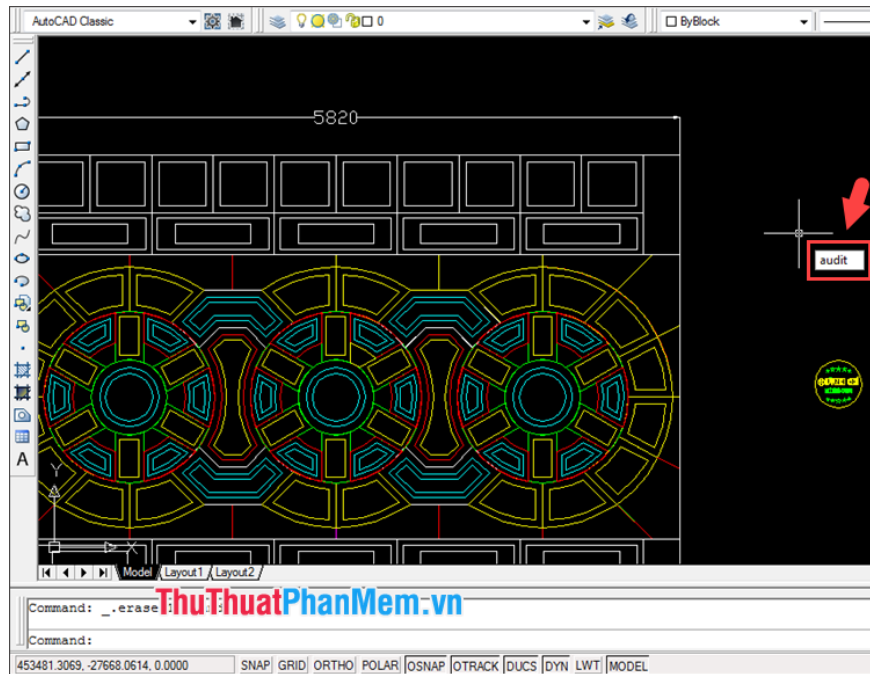 AutoCAD Classic
0
ByBlock
5820
audit
A
Y
X
Model
Layout1
Layout2
Command: _.erase
ThuThuatPhanMem.vn
Command:
453481.3069, -27668.0614, 0.0000
SNAP GRID ORTHO POLAR OSNAP OTRACK DUCS DYN LWT MODEL